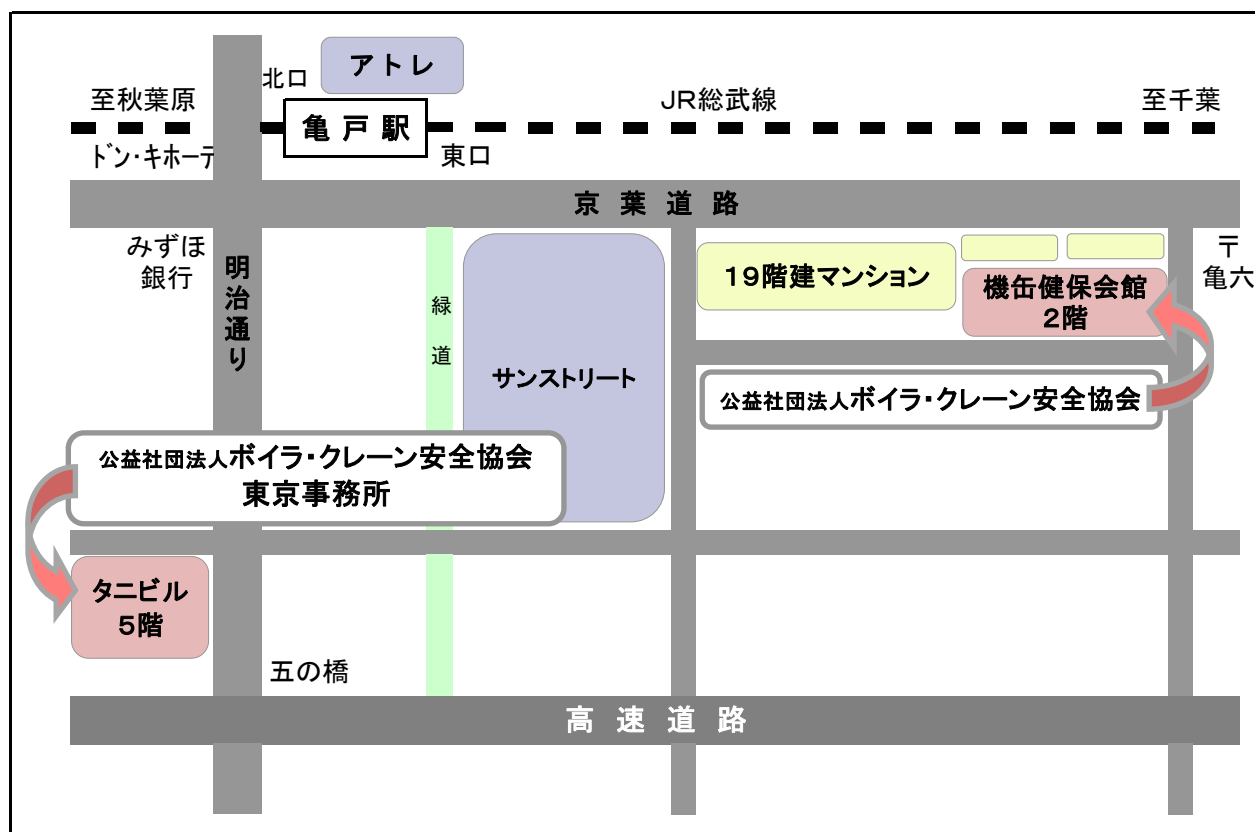 アトレ
北口
至秋葉原
JR総武線
至千葉
亀戸駅
ドン・キホーテ
東口
京葉道路
みずほ
銀行
明治通り
緑道
サンストリート
19階建マンション
機缶健保会館
2階
〒
亀六
公益社団法人ボイラ・クレーン安全協会
公益社団法人ボイラ・クレーン安全協会
東京事務所
タニビル
5階
五の橋
高速道路